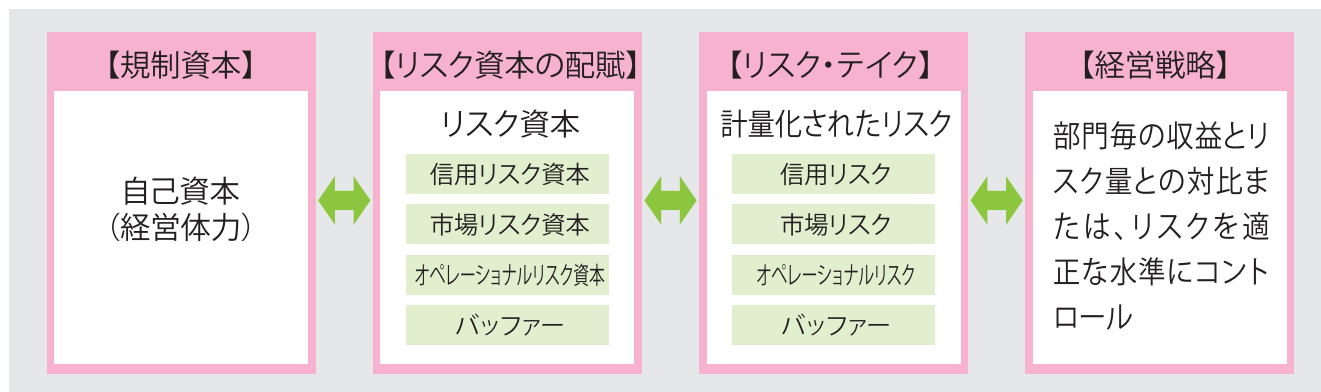 【規制資本】
自己資本
（経営体力）
【リスク資本の配賦】
リスク資本
信用リスク資本
市場リスク資本
オペレーショナルリスク資本
バッファー
【リスク・テイク】
計量化されたリスク
信用リスク
市場リスク
オペレーショナルリスク
バッファー
【経営戦略】
部門毎の収益とリ
スク量との対比ま
たは、リスクを適
正な水準にコント
ロール